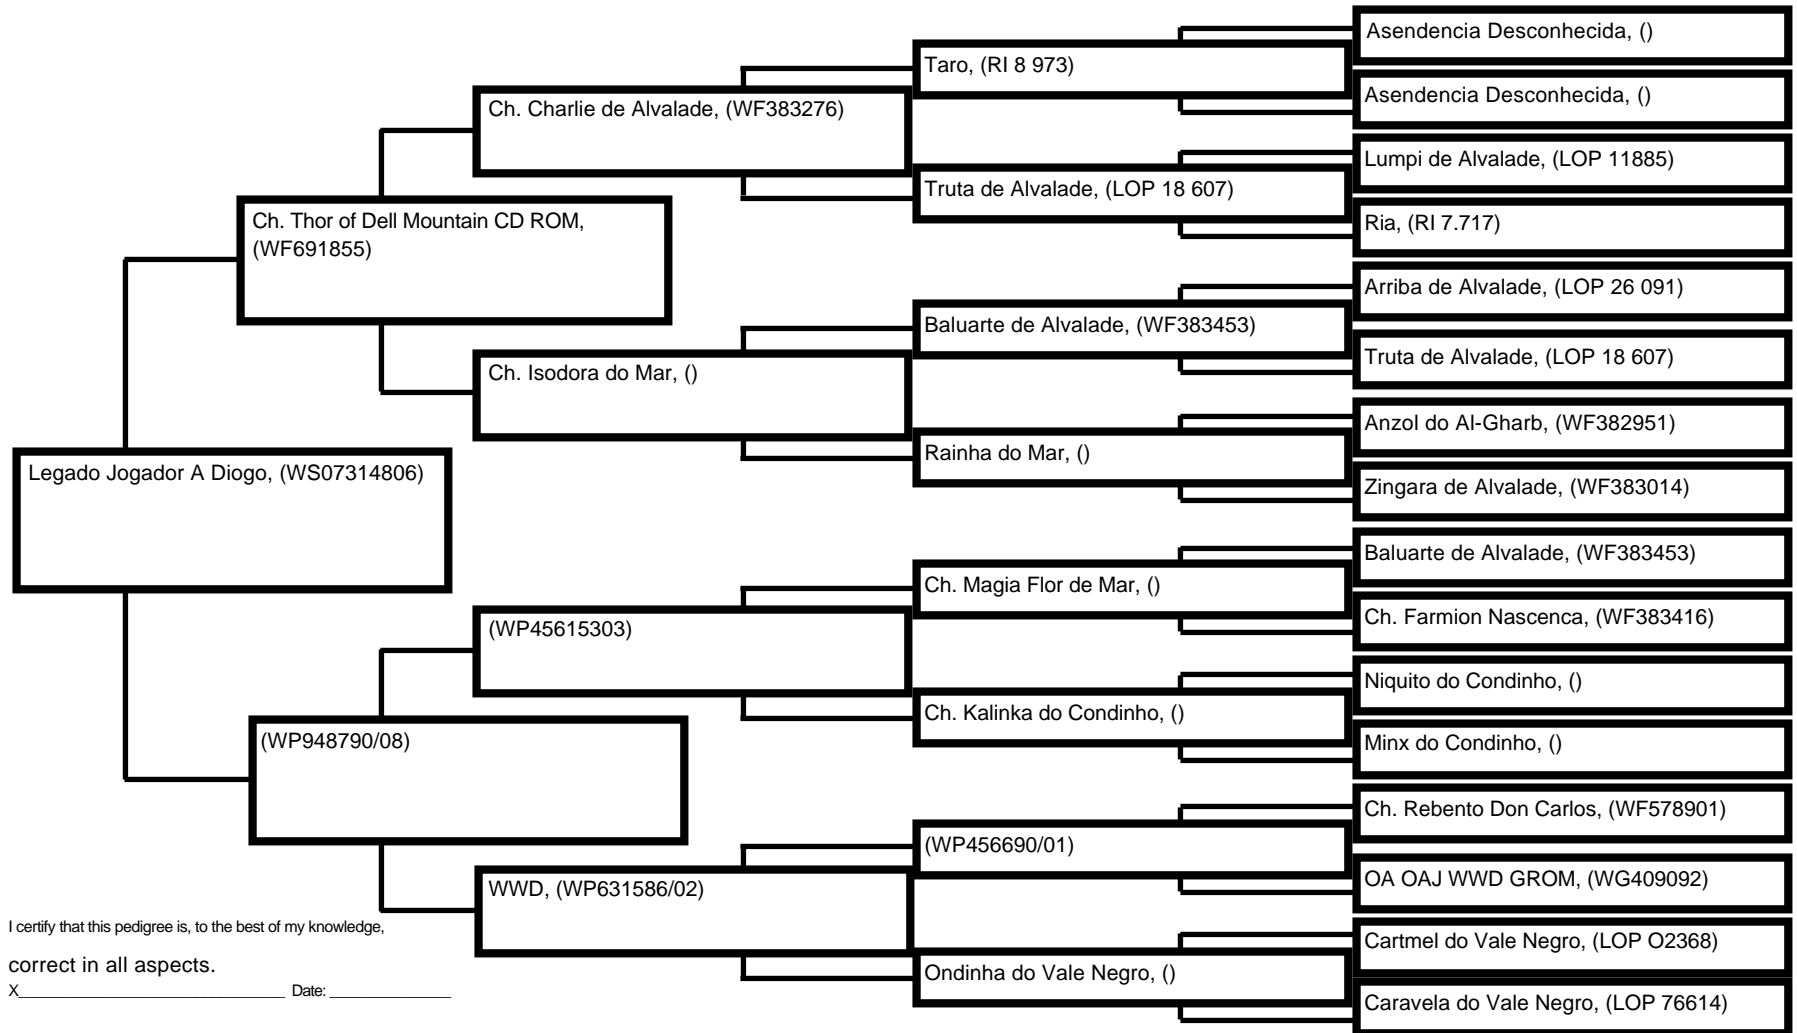 Legado Jogador A Diogo, (WS07314806)
Ch. Thor of Dell Mountain CD ROM,
(WF691855)
(WP948790/08)
Ch. Charlie de Alvalade, (WF383276)
Ch. Isodora do Mar, ()
(WP45615303)
WWD, (WP631586/02)
Taro, (RI 8 973)
Truta de Alvalade, (LOP 18 607)
Baluarte de Alvalade, (WF383453)
Rainha do Mar, ()
Ch. Magia Flor de Mar, ()
Ch. Kalinka do Condinho, ()
(WP456690/01)
Ondinha do Vale Negro, ()
Asendencia Desconhecida, ()
Asendencia Desconhecida, ()
Lumpi de Alvalade, (LOP 11885)
Ria, (RI 7.717)
Arriba de Alvalade, (LOP 26 091)
Truta de Alvalade, (LOP 18 607)
Anzol do Al-Gharb, (WF382951)
Zingara de Alvalade, (WF383014)
Baluarte de Alvalade, (WF383453)
Ch. Farmion Nascenca, (WF383416)
Niquito do Condinho, ()
Minx do Condinho, ()
Ch. Rebento Don Carlos, (WF578901)
OA OAJ WWD GROM, (WG409092)
Cartmel do Vale Negro, (LOP O2368)
Caravela do Vale Negro, (LOP 76614)
I certify that this pedigree is, to the best of my knowledge,
correct in all aspects.
X_________________________________ Date: _______________